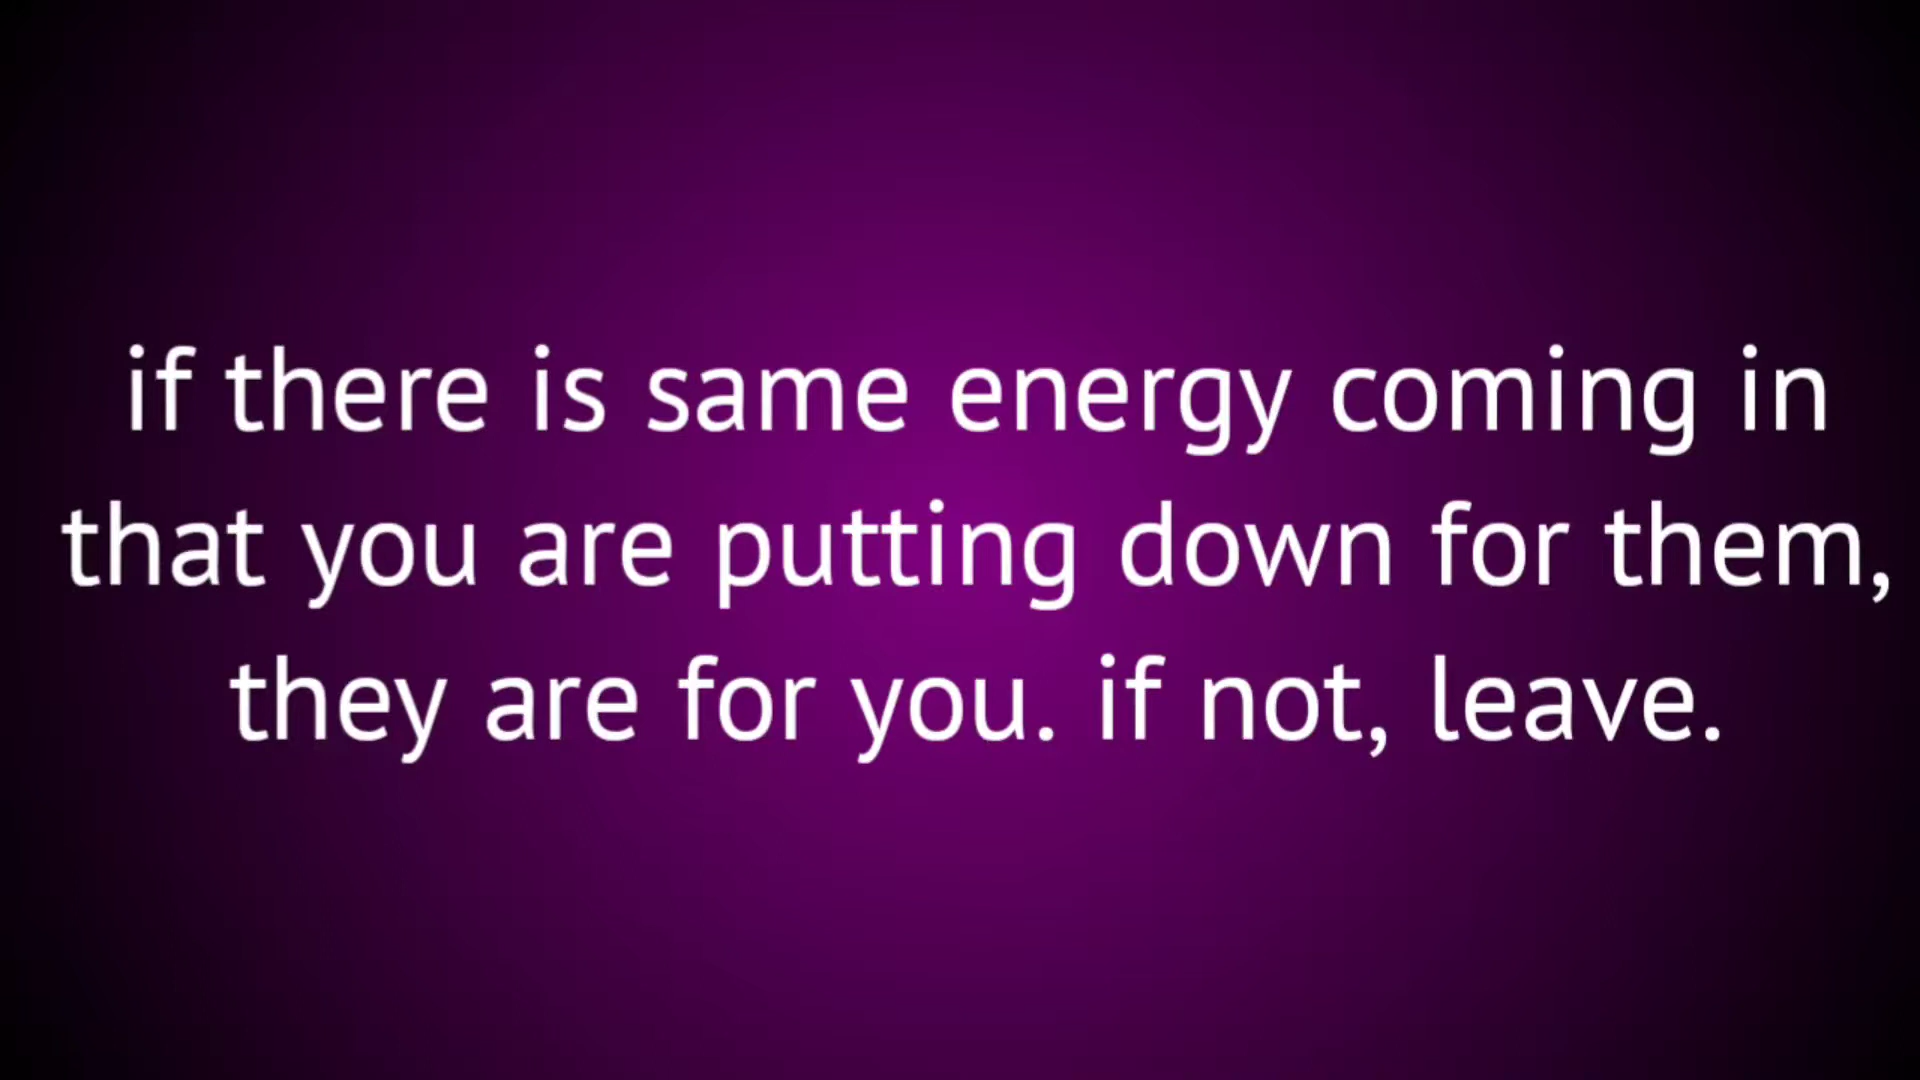 if there is same energy coming in
that you are putting down for them,
they are for you. if not, leave.